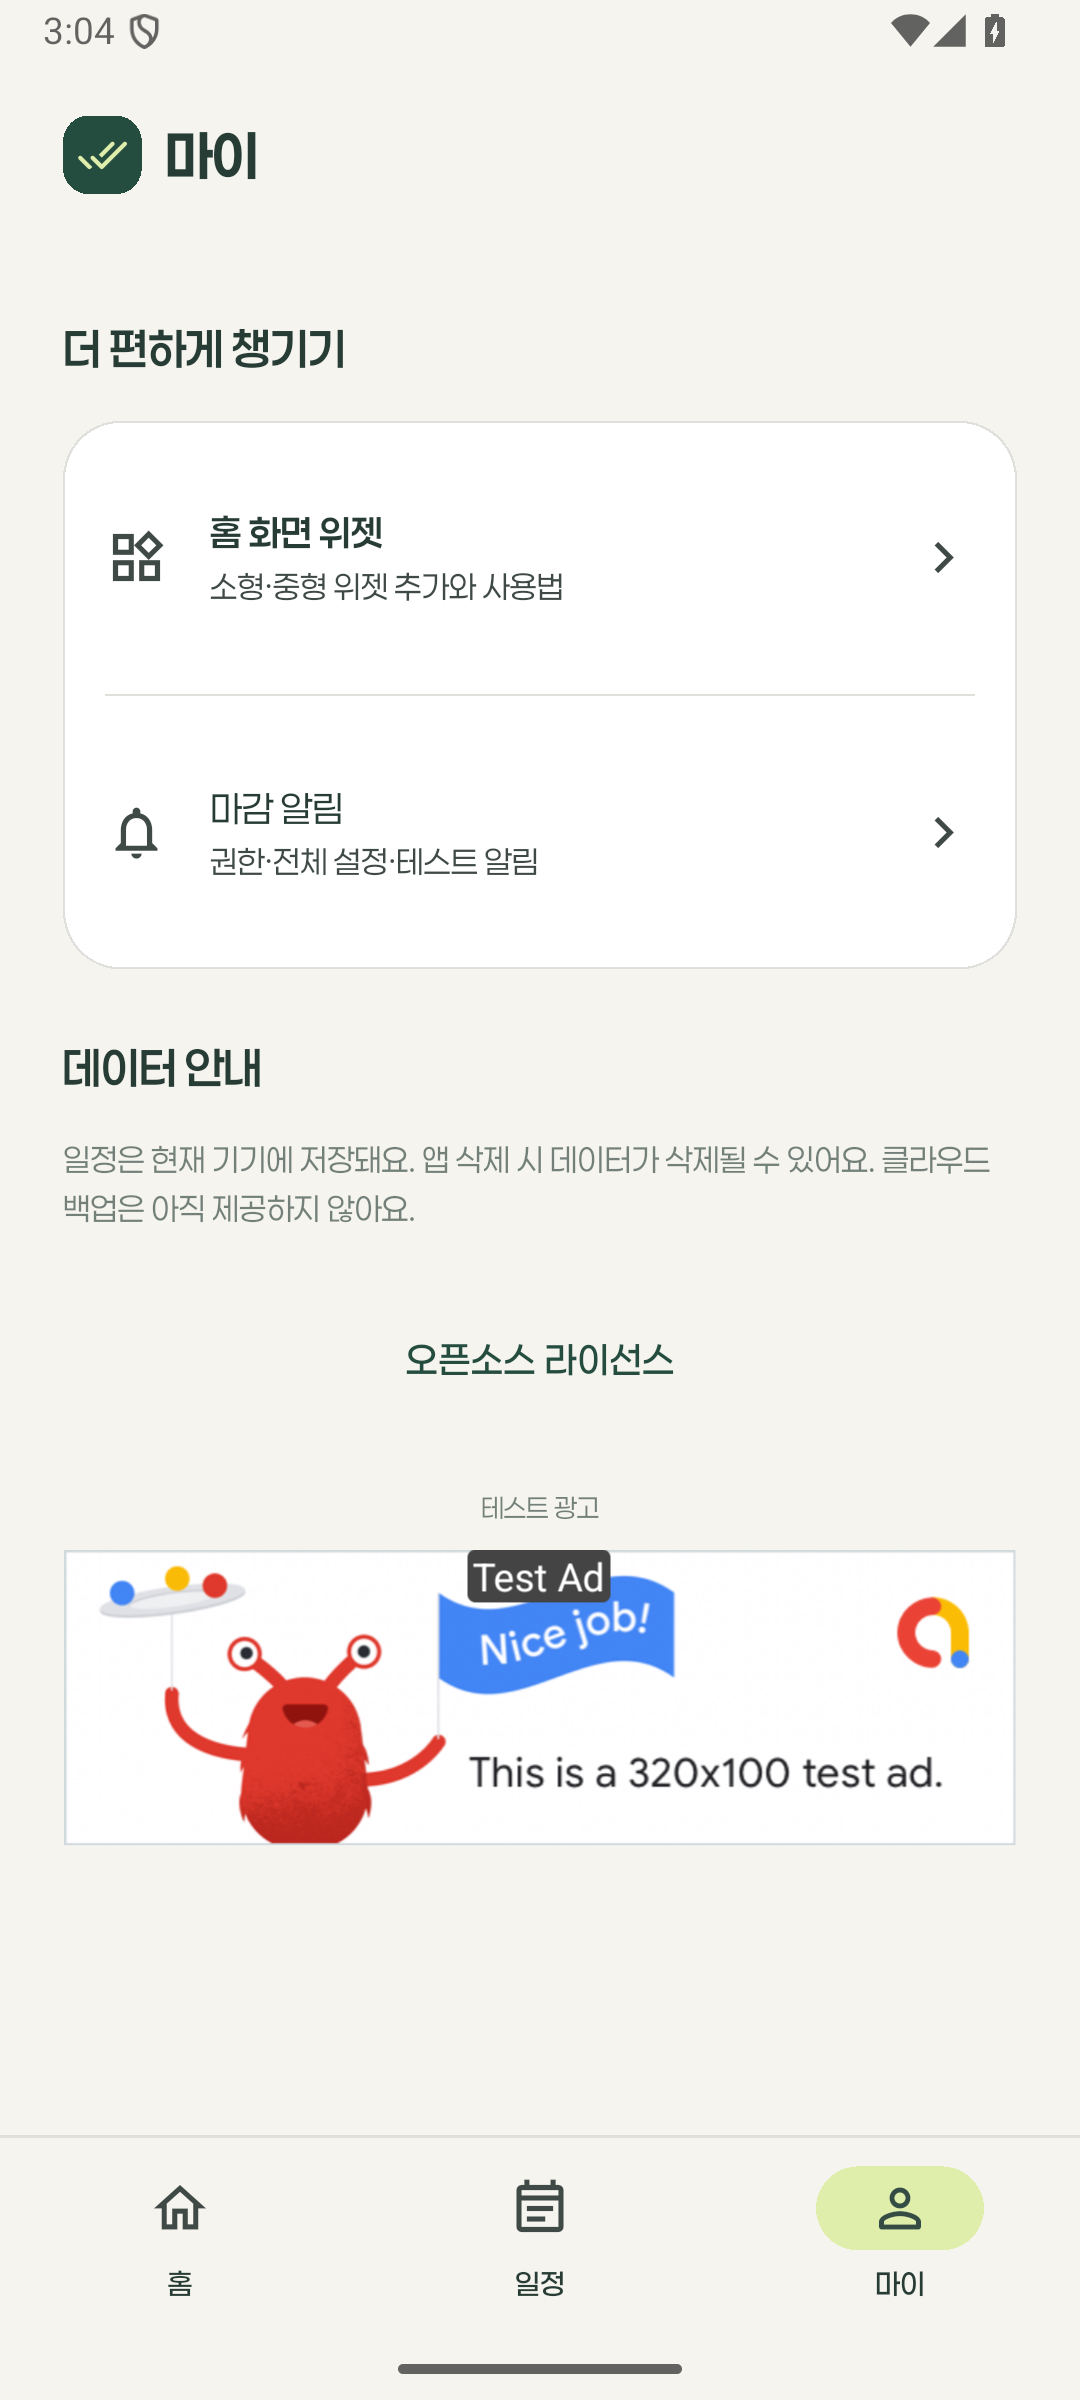 3:04
마이
더 편하게 챙기기
홈 화면 위젯
소형·중형 위젯 추가와 사용법
마감 알림
권한·전체 설정·테스트 알림
데이터 안내
일정은 현재 기기에 저장돼요. 앱 삭제 시 데이터가 삭제될 수 있어요. 클라우드
백업은 아직 제공하지 않아요.
오픈소스 라이선스
테스트 광고
Test Ad
Nice job!
This is a 320x100 test ad.
홈
일정
마이